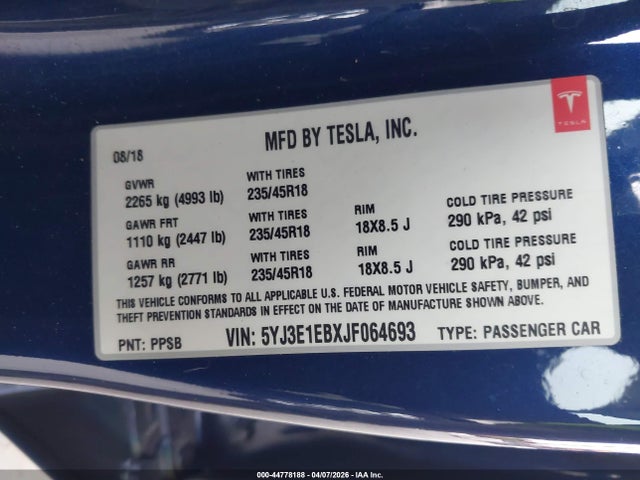 TESLA
MFD BY TESLA, INC.
08/18
GVWR
2265 kg (4993 lb)
WITH TIRES
235/45R18
GAWR FRT
1110 kg (2447 lb)
WITH TIRES
235/45R18
RIM
18X8.5 J
COLD TIRE PRESSURE
290 kPa, 42 psi
GAWR RR
1257 kg (2771 lb)
WITH TIRES
235/45R18
RIM
18X8.5 J
COLD TIRE PRESSURE
290 kPa, 42 psi
THIS VEHICLE CONFORMS TO ALL APPLICABLE U.S. FEDERAL MOTOR VEHICLE SAFETY, BUMPER, AND
THEFT PREVENTION STANDARDS IN EFFECT ON THE DATE OF MANUFACTURE SHOWN ABOVE.
PNT: PPSB
VIN: 5YJ3E1EBXJF064693
TYPE: PASSENGER CAR
000-44778188 - 04/07/2026 - IAA Inc.